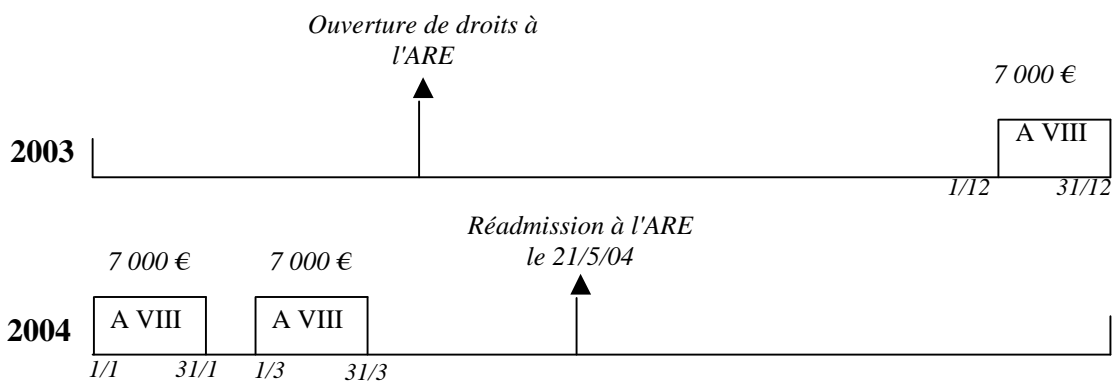 Ouverture de droits à
l'ARE
7 000 €
2003
A VIII
1/12 31/12
Réadmission à l'ARE
le 21/5/04
7 000 € 7 000 €
2004
A VIII A VIII
1/1 31/1 1/3 31/3